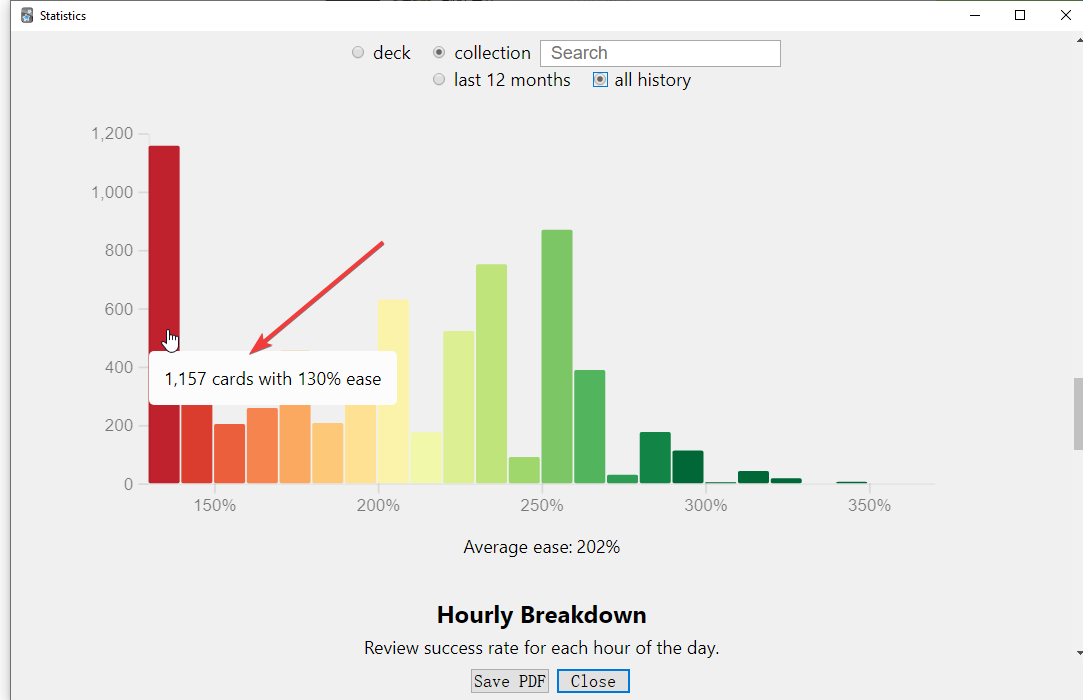 Statistics
deck collection Search
last 12 months all history
1,200
1,000
800
600
400
200
0
1,157 cards with 130% ease
150% 200% 250% 300% 350%
Average ease: 202%
Hourly Breakdown
Review success rate for each hour of the day.
Save PDF Close